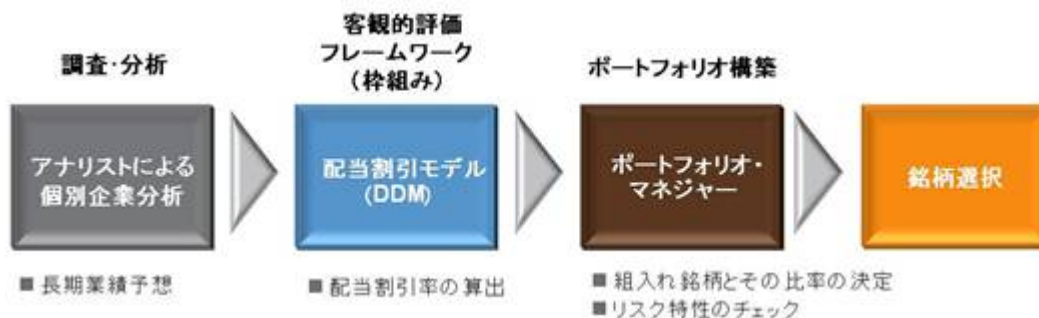 調査・分析
客観的評価
フレームワーク
（枠組み）
ポートフォリオ構築
アナリストによる
個別企業分析
配当割引モデル
(DDM)
ポートフォリオ・
マネジャー
銘柄選択
■ 長期業績予想
■ 配当割引率の算出
■ 組入れ銘柄とその比率の決定
■ リスク特性のチェック